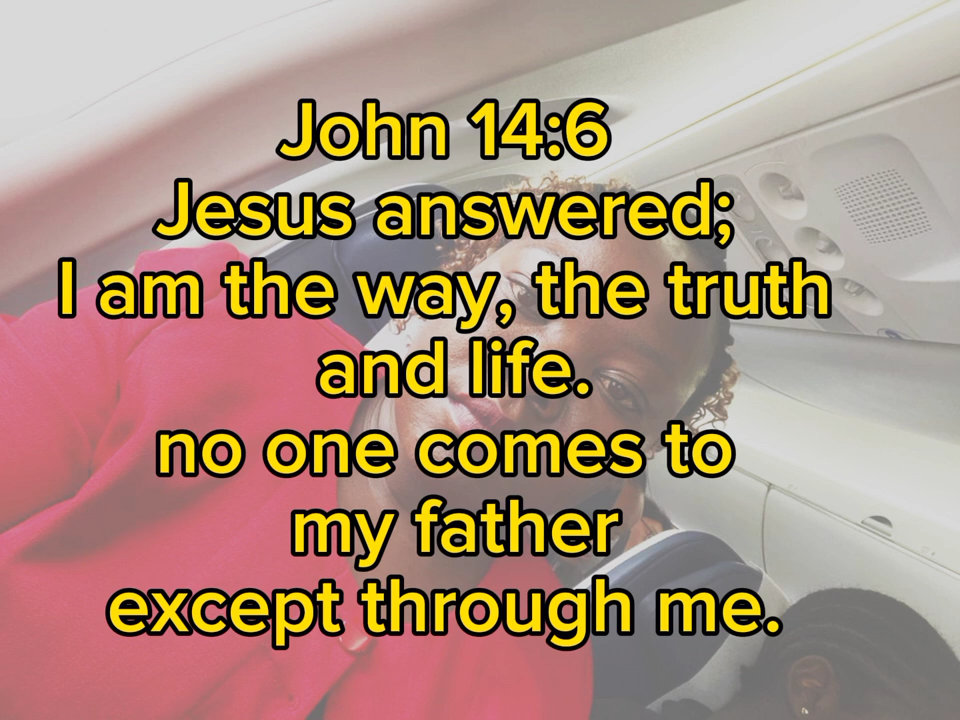 John 14:6
Jesus answered;
I am the way, the truth
and life.
no one comes to
my father
except through me.